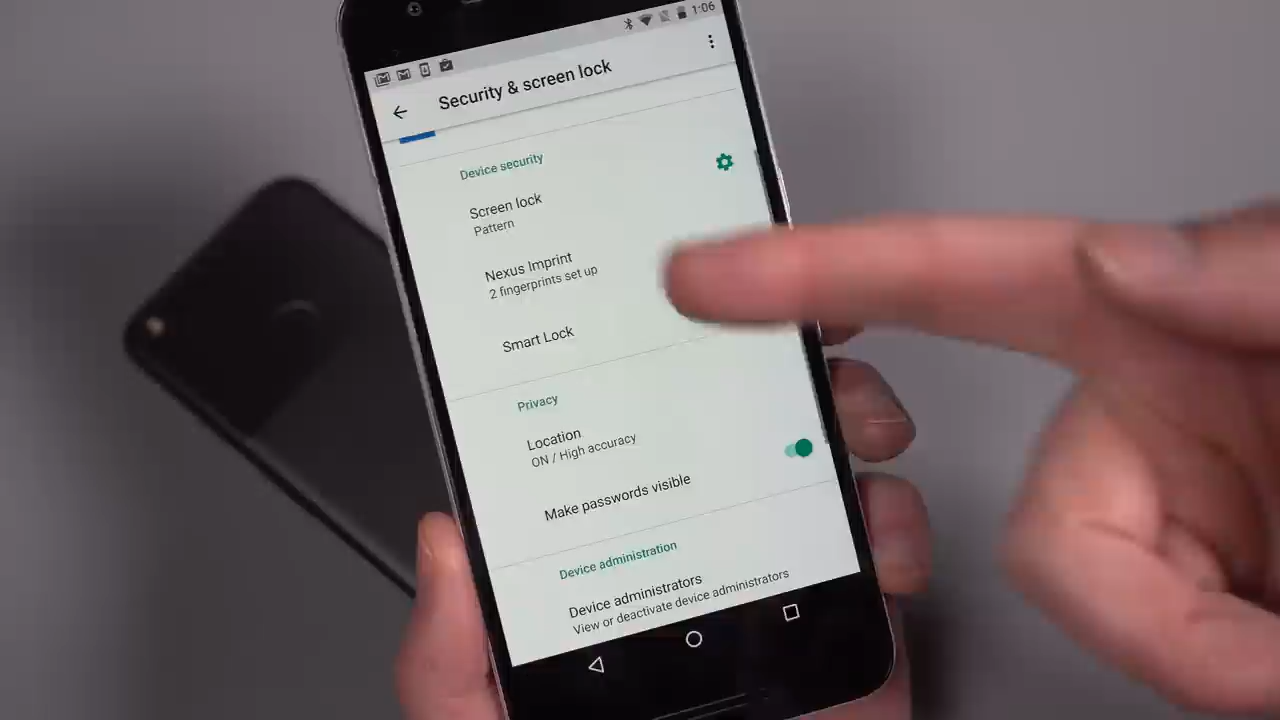 1:06
Security & screen lock
Device security
Screen lock
Pattern
Nexus Imprint
2 fingerprints set up
Smart Lock
Privacy
Location
ON / High accuracy
Make passwords visible
Device administration
Device administrators
View or deactivate device administrators